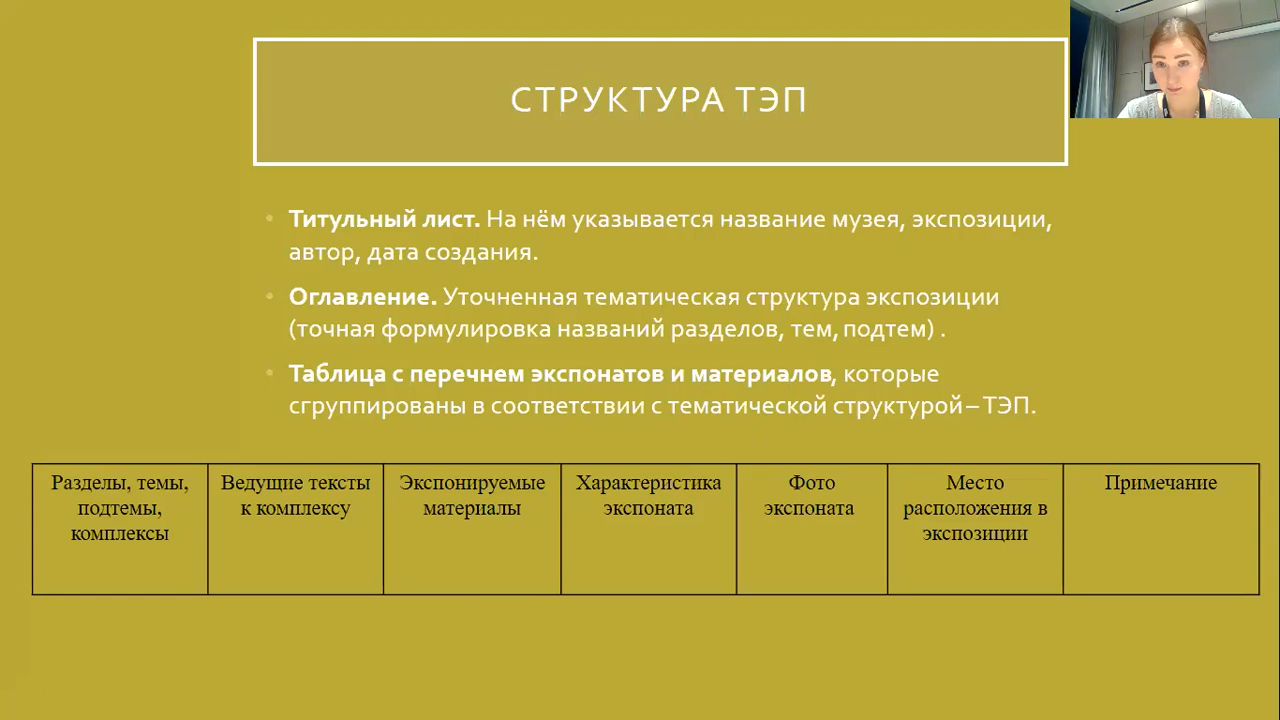 СТРУКТУРА ТЭП
• Титульный лист. На нём указывается название музея, экспозиции,
автор, дата создания.
• Оглавление. Уточненная тематическая структура экспозиции
(точная формулировка названий разделов, тем, подтем) .
• Таблица с перечнем экспонатов и материалов, которые
сгруппированы в соответствии с тематической структурой – ТЭП.
Разделы, темы,
подтемы,
комплексы
Ведущие тексты
к комплексу
Экспонируемые
материалы
Характеристика
экспоната
Фото
экспоната
Место
расположения в
экспозиции
Примечание